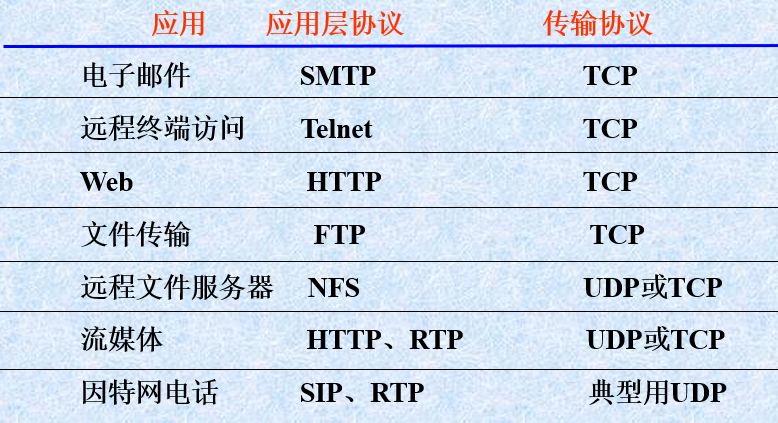 应用 应用层协议 传输协议
电子邮件 SMTP TCP
远程终端访问 Telnet TCP
Web HTTP TCP
文件传输 FTP TCP
远程文件服务器 NFS UDP或TCP
流媒体 HTTP、RTP UDP或TCP
因特网电话 SIP、RTP 典型用UDP